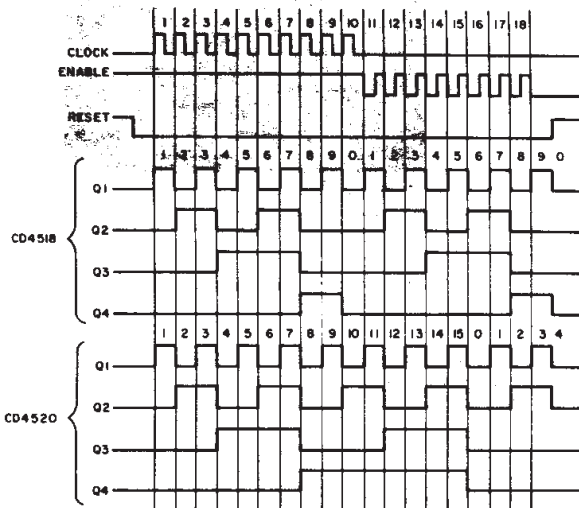 1 2 3 4 5 6 7 8 9 10 11 12 13 14 15 16 17 18
CLOCK
ENABLE
RESET
1 2 3 4 5 6 7 8 9 0 1 2 3 4 5 6 7 8 9 0
Q1
Q2
CD4518
Q3
Q4
1 2 3 4 5 6 7 8 9 10 11 12 13 14 15 0 1 2 3 4
Q1
Q2
CD4520
Q3
Q4